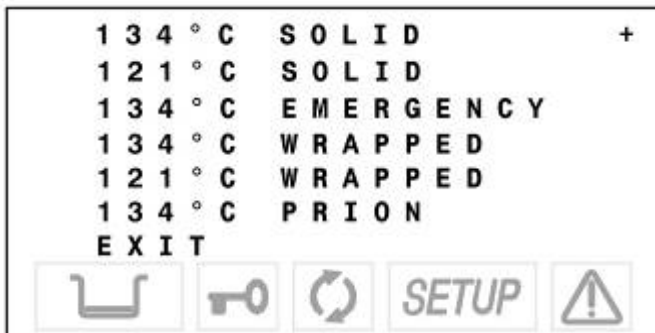 134°C SOLID +
121°C SOLID
134°C EMERGENCY
134°C WRAPPED
121°C WRAPPED
134°C PRION
EXIT
SETUP